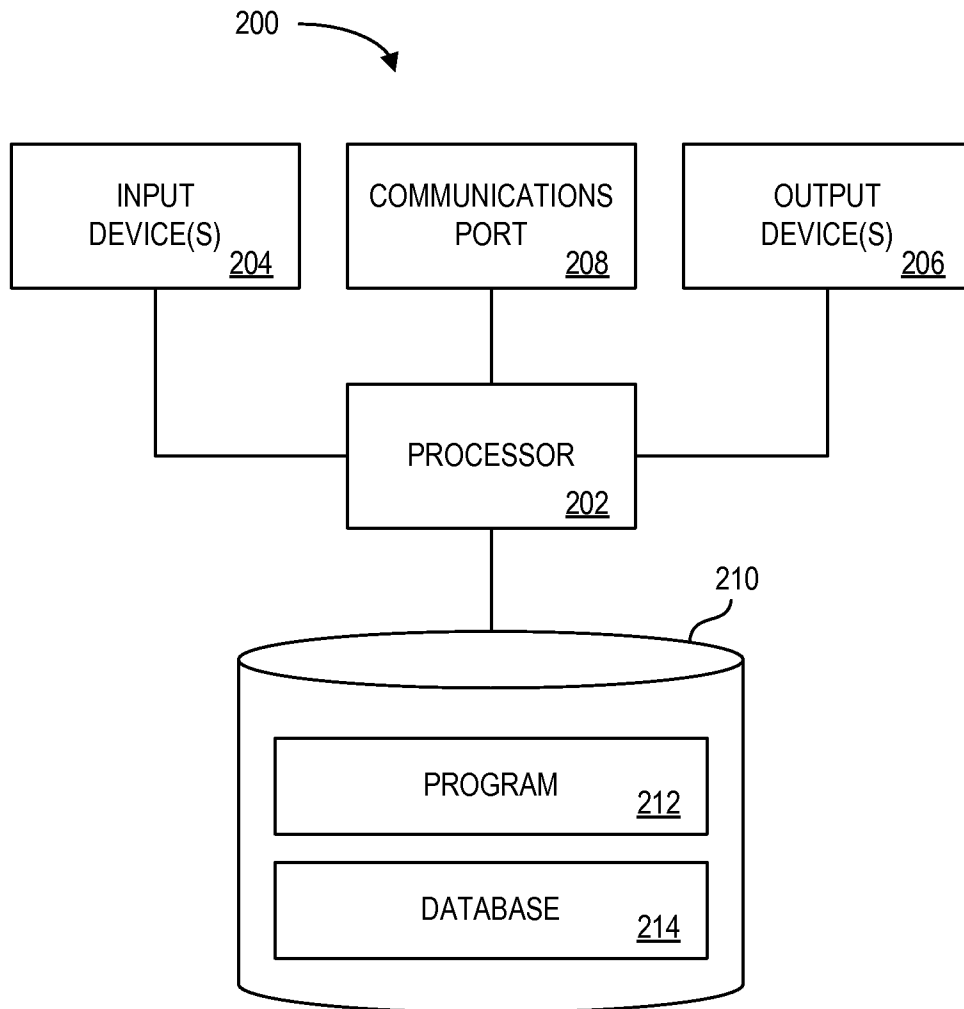 200
INPUT
DEVICE(S)
204
COMMUNICATIONS
PORT
208
OUTPUT
DEVICE(S)
206
PROCESSOR
202
210
PROGRAM
212
DATABASE
214